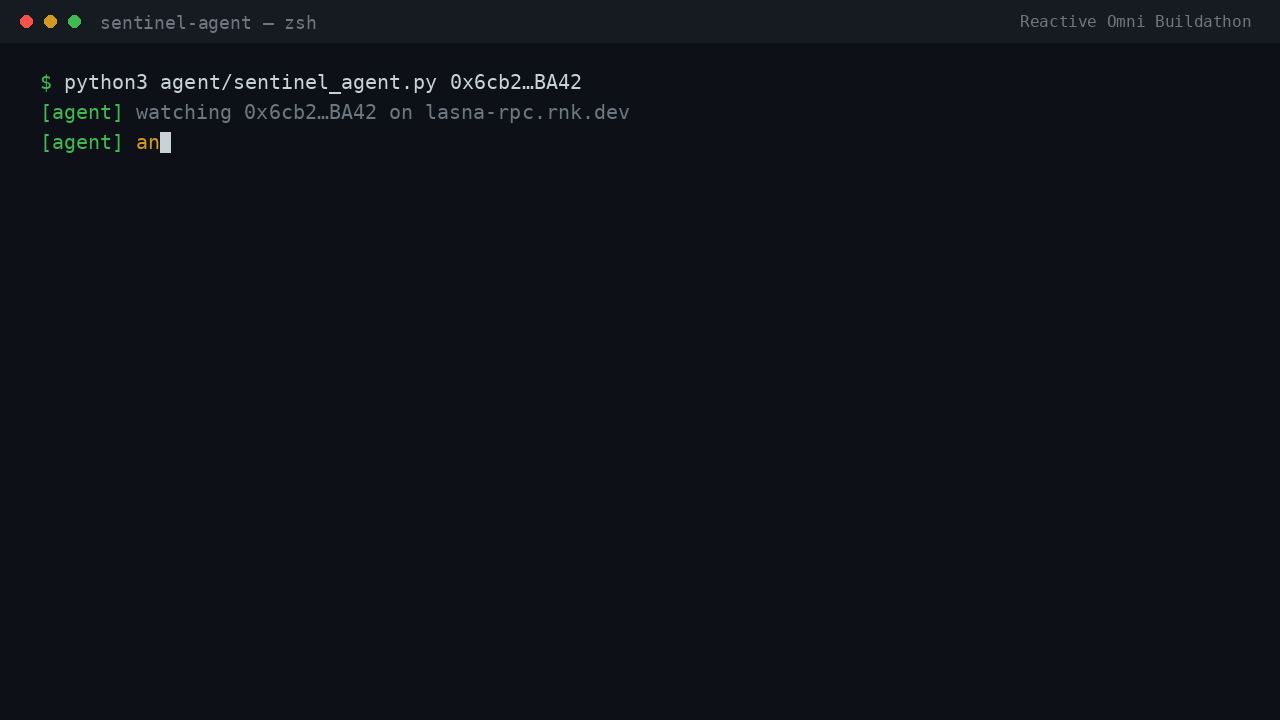 sentinel-agent — zsh
Reactive Omni Buildathon
$ python3 agent/sentinel_agent.py 0x6cb2…BA42
[agent] watching 0x6cb2…BA42 on lasna-rpc.rnk.dev
[agent] an